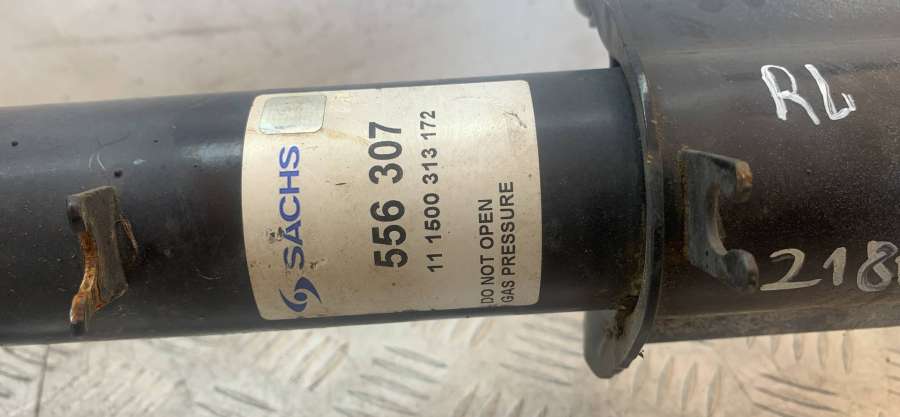 SACHS
556 307
11 1500 313 172
DO NOT OPEN
GAS PRESSURE
RL
218